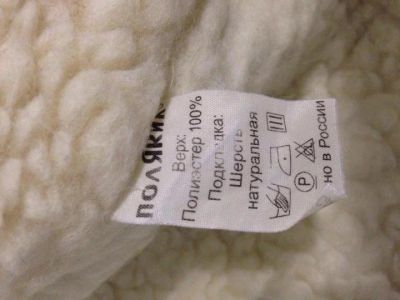 ПОЛЯКИ
Верх:
Полиэстер 100%
Подкладка:
Шерсть
натуральная
P
но в России